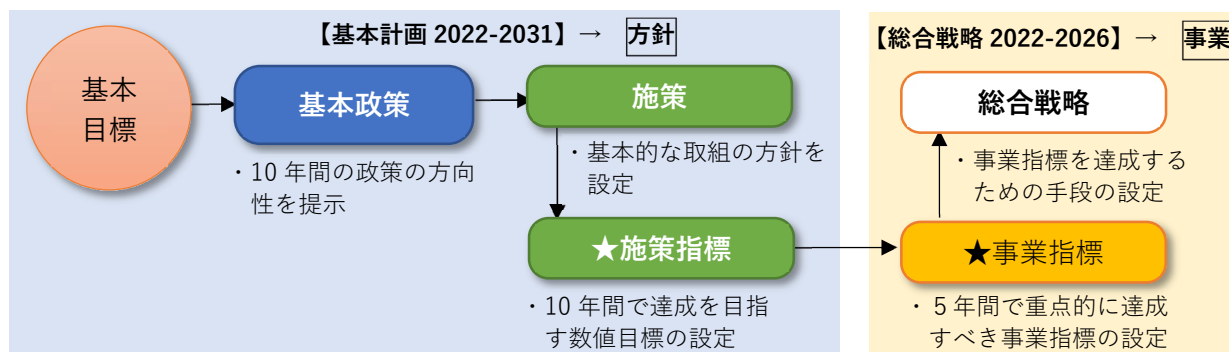 【基本計画 2022-2031】 → 方針
基本
目標
基本政策
・10 年間の政策の方向
性を提示
施策
・基本的な取組の方針を
設定
★施策指標
・10 年間で達成を目指
す数値目標の設定
【総合戦略 2022-2026】 → 事業
総合戦略
・事業指標を達成する
ための手段の設定
★事業指標
・５年間で重点的に達成
すべき事業指標の設定